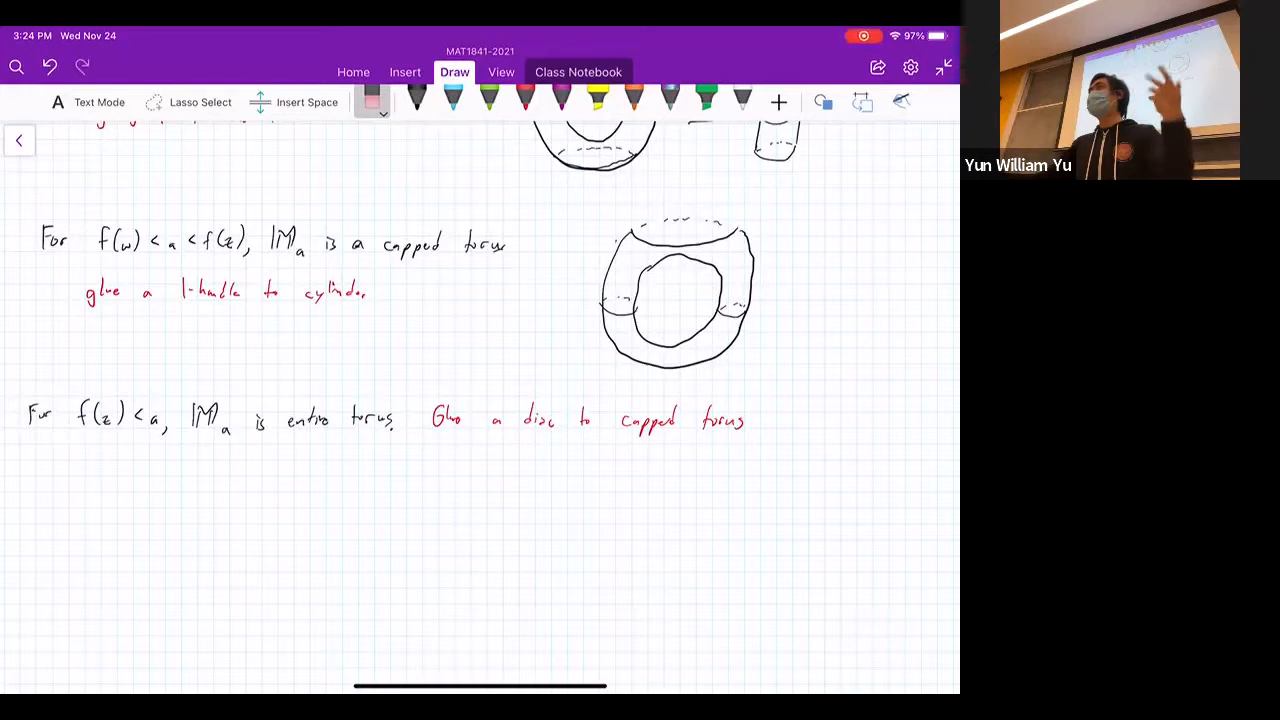 3:24 PM Wed Nov 24
97%
MAT1841-2021
Home Insert Draw View Class Notebook
A Text Mode Lasso Select Insert Space
For f(w) < a < f(z), M_a is a capped torus
glue a 1-handle to cylinder
For f(z) < a, M_a is entire torus. Glue a disc to capped torus
Yun William Yu